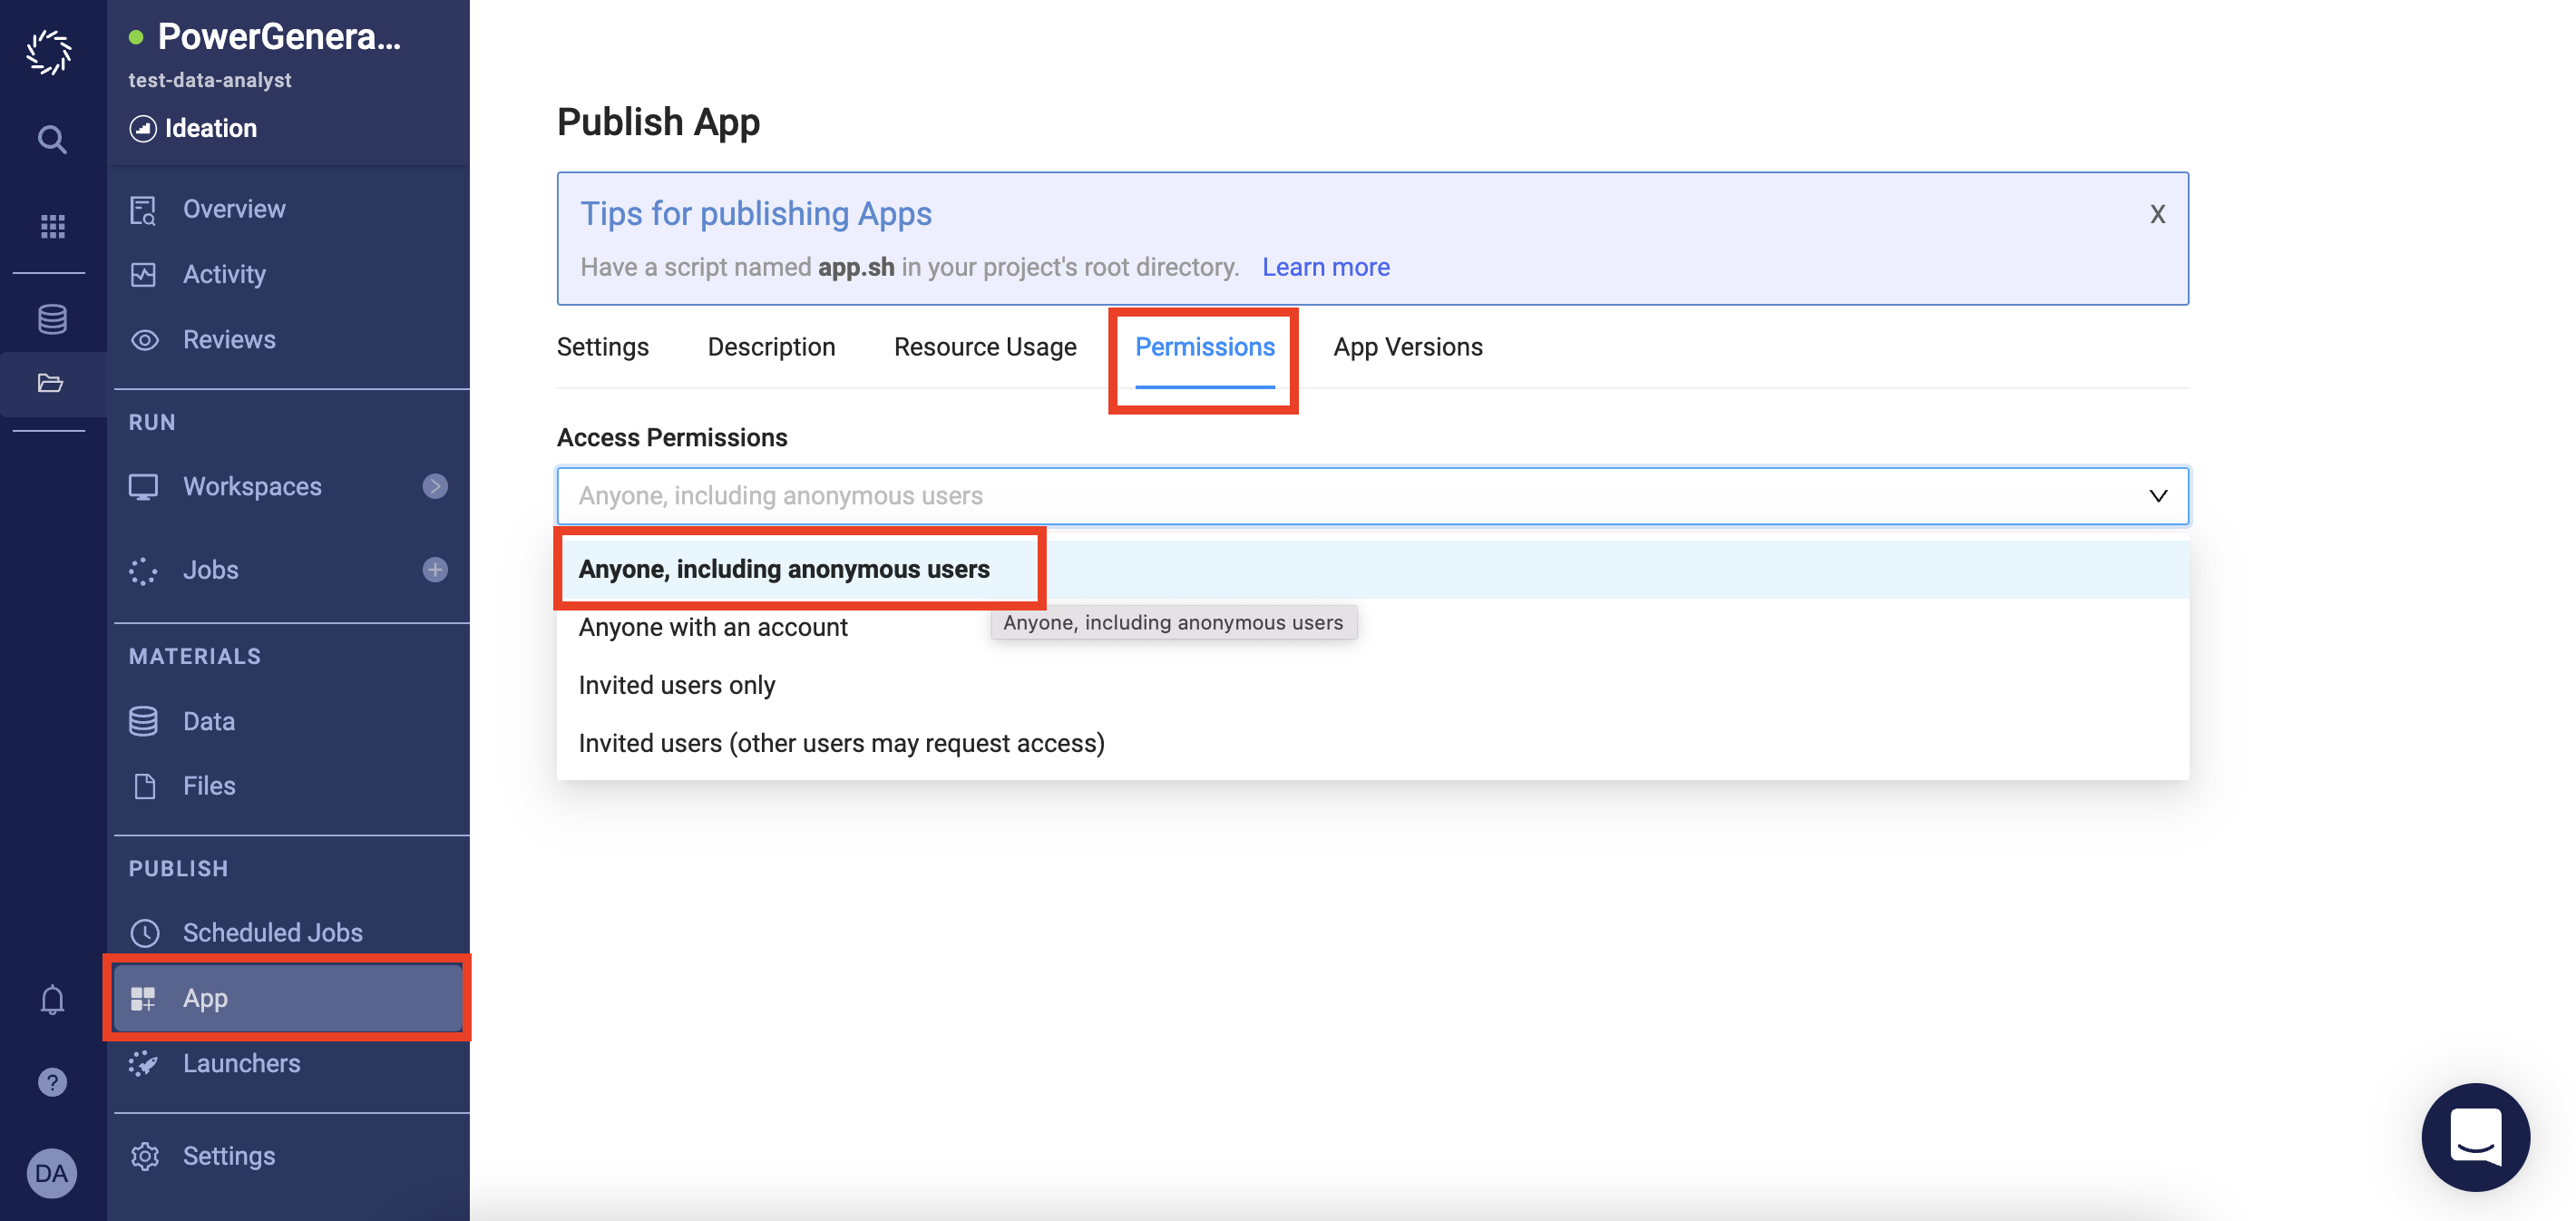 PowerGenera...
test-data-analyst
Ideation
Overview
Activity
Reviews
RUN
Workspaces
Jobs
MATERIALS
Data
Files
PUBLISH
Scheduled Jobs
App
Launchers
Settings
?
DA
Publish App
Tips for publishing Apps
X
Have a script named app.sh in your project's root directory. Learn more
Settings Description Resource Usage Permissions App Versions
Access Permissions
Anyone, including anonymous users
Anyone, including anonymous users
Anyone, including anonymous users
Anyone with an account
Invited users only
Invited users (other users may request access)